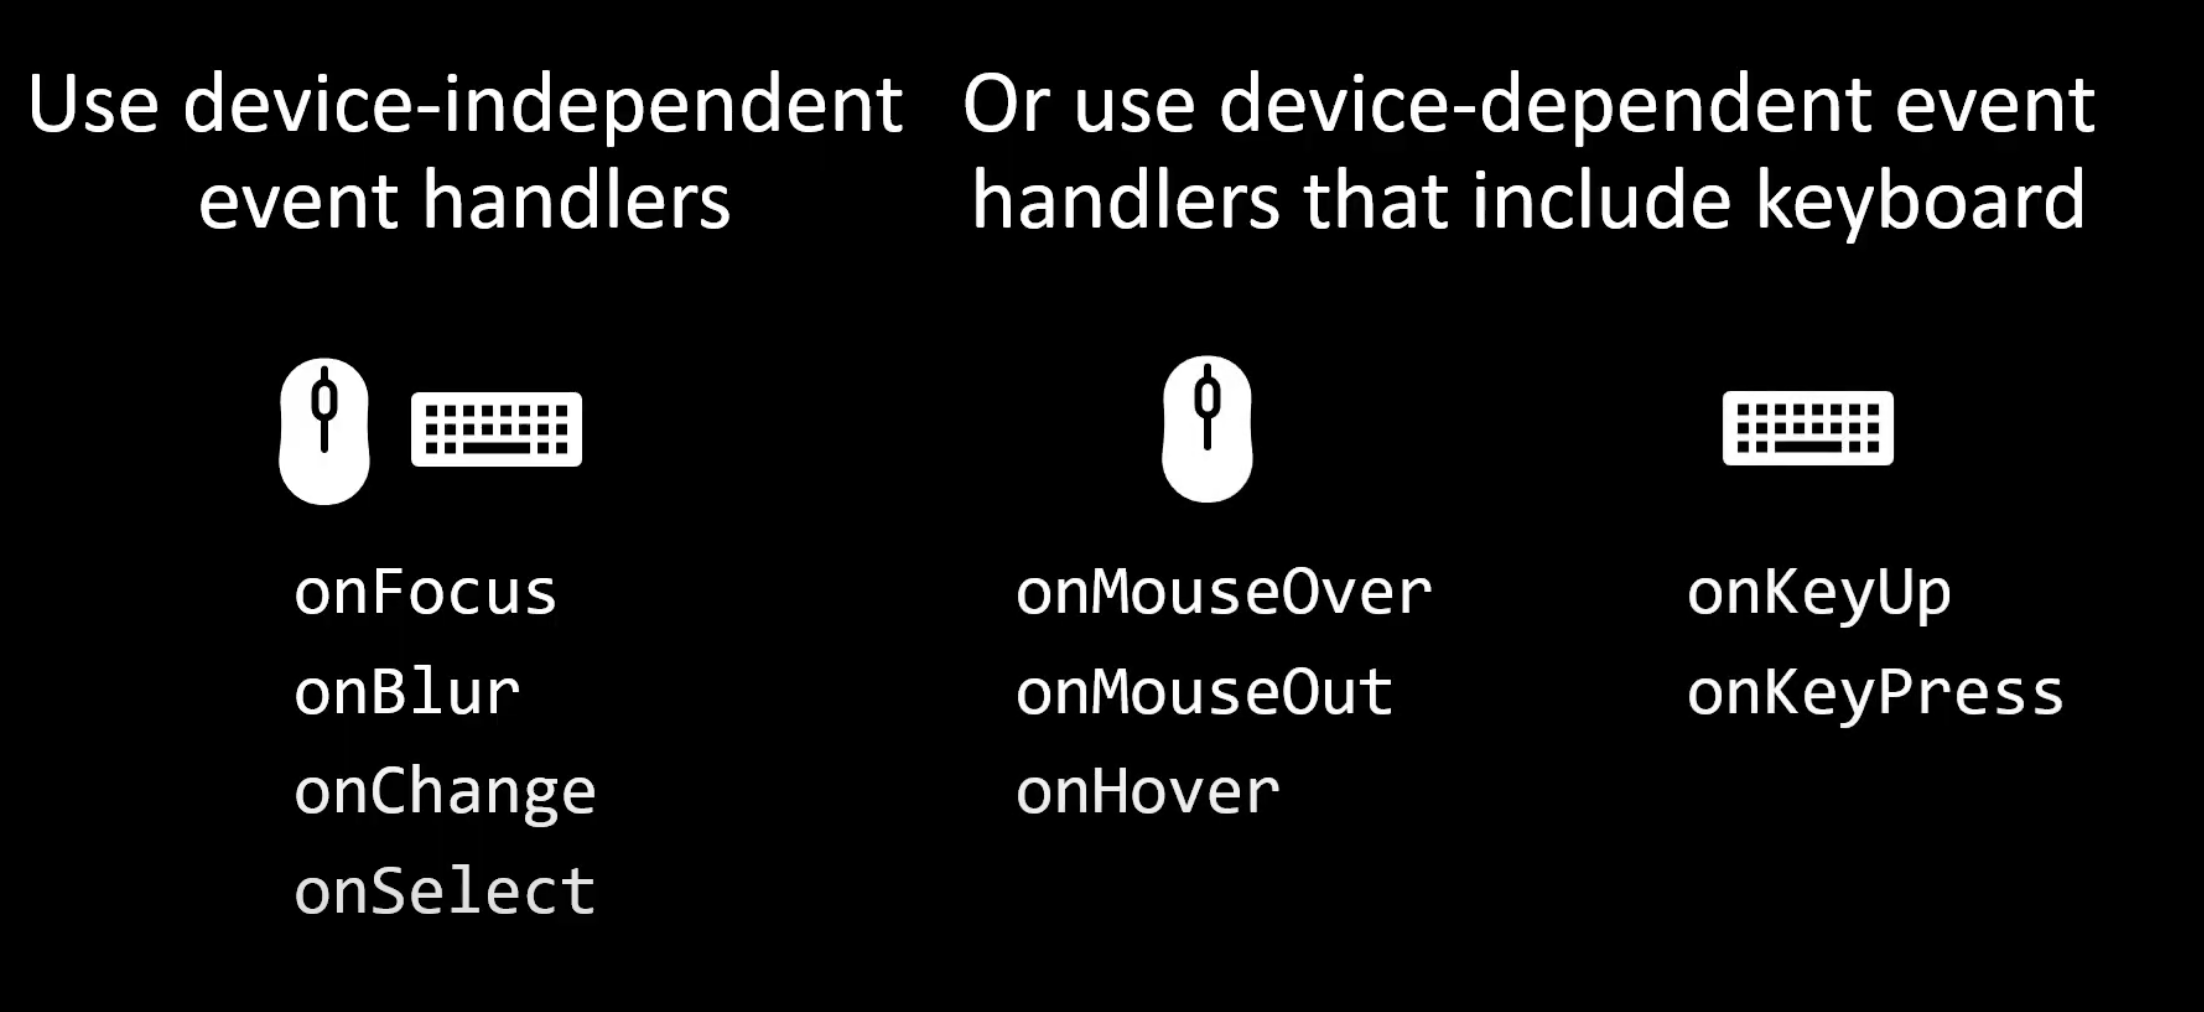 Use device-independent
event handlers
Or use device-dependent event
handlers that include keyboard
onFocus
onBlur
onChange
onSelect
onMouseOver
onMouseOut
onHover
onKeyUp
onKeyPress